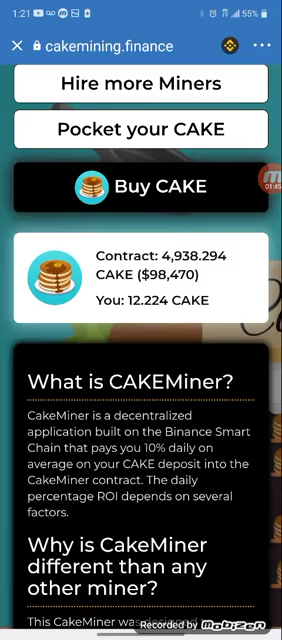 1:21
55%
cakemining.finance
Hire more Miners
Pocket your CAKE
01:45
Buy CAKE
Contract: 4,938.294
CAKE ($98,470)
You: 12.224 CAKE
What is CAKEMiner?
CakeMiner is a decentralized
application built on the Binance Smart
Chain that pays you 10% daily on
average on your CAKE deposit into the
CakeMiner contract. The daily
percentage ROI depends on several
factors.
Why is CakeMiner
different than any
other miner?
This CakeMiner was designed
Recorded by MOBIZEN